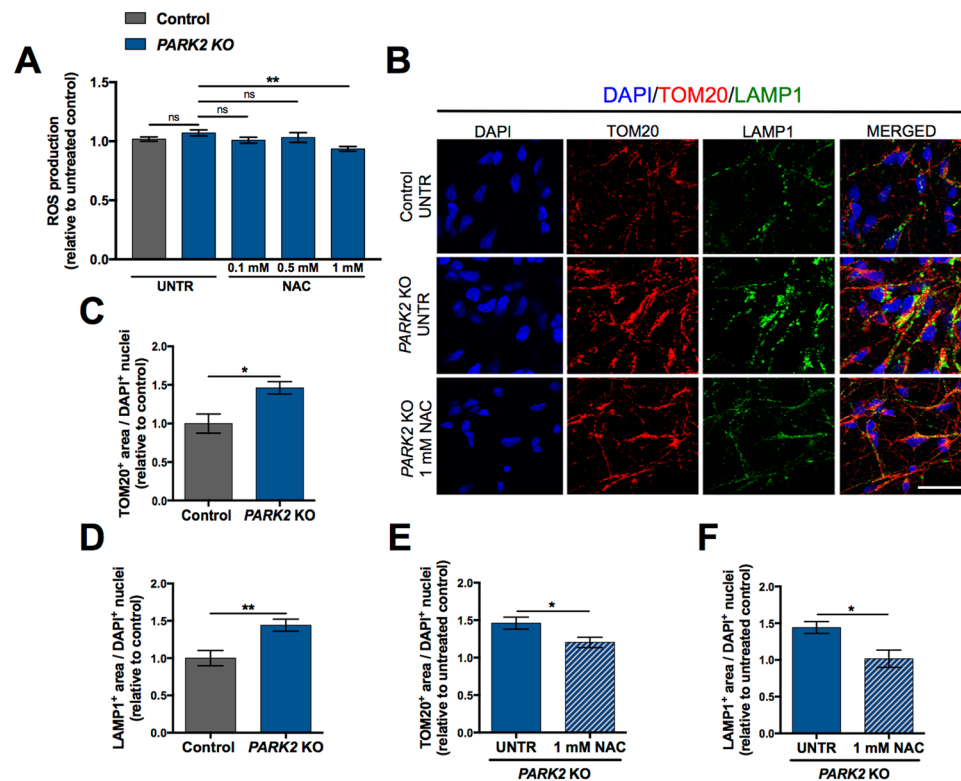 Control
PARK2 KO
A
ROS production
(relative to untreated control)
1.5
1.0
0.5
0.0
ns
ns
ns
**
0.1 mM 0.5 mM 1 mM
UNTR NAC
B
DAPI/TOM20/LAMP1
DAPI TOM20 LAMP1 MERGED
Control
UNTR
PARK2 KO
UNTR
PARK2 KO
1 mM NAC
C
TOM20⁺ area / DAPI⁺ nuclei
(relative to control)
2.0
1.5
1.0
0.5
0.0
*
Control PARK2 KO
D
LAMP1⁺ area / DAPI⁺ nuclei
(relative to control)
2.0
1.5
1.0
0.5
0.0
**
Control PARK2 KO
E
TOM20⁺ area / DAPI⁺ nuclei
(relative to untreated control)
2.0
1.5
1.0
0.5
0.0
*
UNTR 1 mM NAC
PARK2 KO
F
LAMP1⁺ area / DAPI⁺ nuclei
(relative to untreated control)
2.0
1.5
1.0
0.5
0.0
*
UNTR 1 mM NAC
PARK2 KO